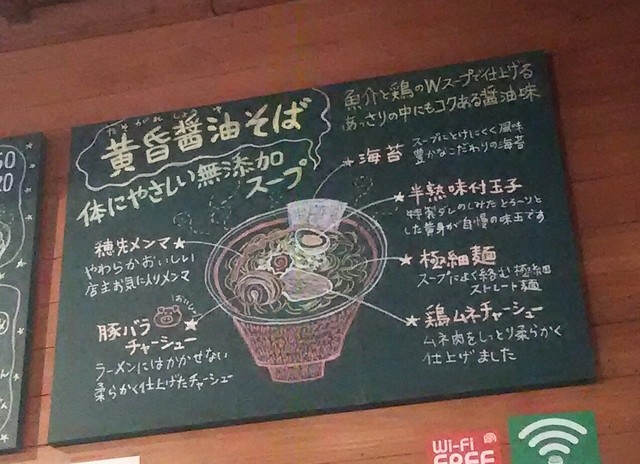 たそがれしょうゆ
黄昏醤油そば
体にやさしい無添加
スープ
魚介と鶏のWスープで仕上げる
あっさりの中にもコクある醤油味
海苔
スープにとけにくく風味
豊かなこだわりの海苔
半熟味付玉子
特製ダレのしみたとろ〜りと
した黄身が自慢の味玉です
極細麺
スープによく絡む極細
ストレート麺
鶏ムネチャーシュー
ムネ肉をしっとり柔らかく
仕上げました
穂先メンマ
やわらかおいしい
店主お気に入りメンマ
豚バラ
チャーシュー
ラーメンにはかかせない
柔らかく仕上げたチャーシュー
50
20
Wi-Fi
FREE